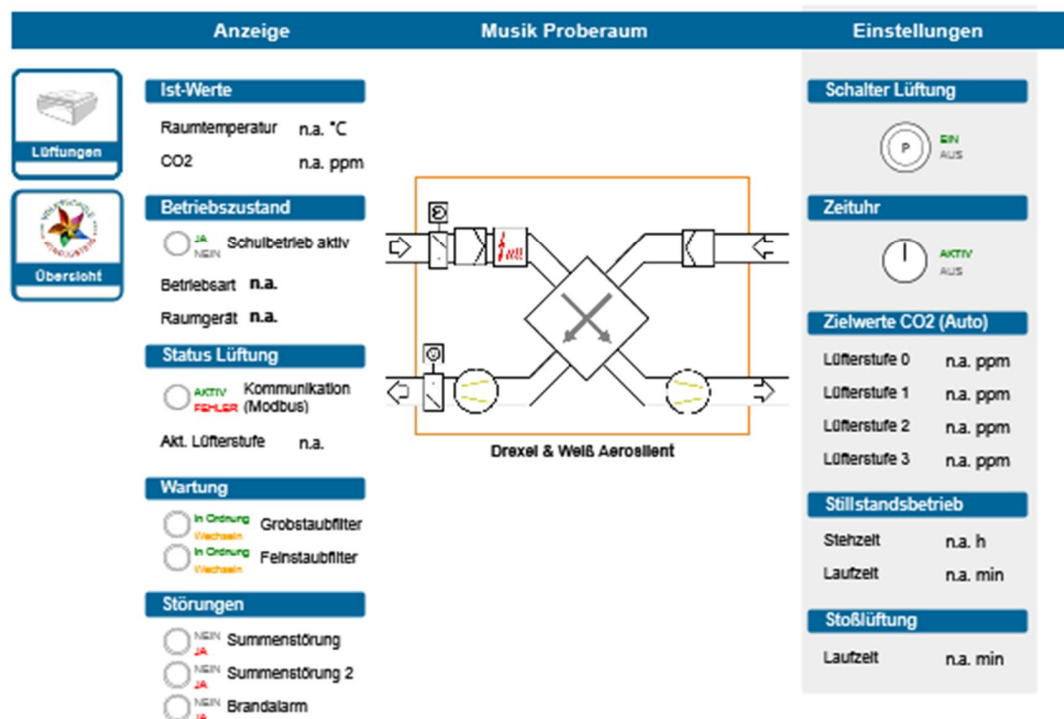 Anzeige
Musik Proberaum
Einstellungen
Lüftungen
Übersicht
Ist-Werte
Raumtemperatur n.a. °C
CO2 n.a. ppm
Betriebszustand
JA
NEIN
Schulbetrieb aktiv
Betriebsart n.a.
Raumgerät n.a.
Status Lüftung
AKTIV
FEHLER
Kommunikation
(Modbus)
Akt. Lüfterstufe n.a.
Wartung
In Ordnung
Wechseln
Grobstaubfilter
In Ordnung
Wechseln
Feinstaubfilter
Störungen
NEIN
JA
Summenstörung
NEIN
JA
Summenstörung 2
NEIN
JA
Brandalarm
Drexel & Weiß Aerosilent
Schalter Lüftung
P
EIN
AUS
Zeituhr
AKTIV
AUS
Zielwerte CO2 (Auto)
Lüfterstufe 0 n.a. ppm
Lüfterstufe 1 n.a. ppm
Lüfterstufe 2 n.a. ppm
Lüfterstufe 3 n.a. ppm
Stillstandsbetrieb
Stehzeit n.a. h
Laufzeit n.a. min
Stoßlüftung
Laufzeit n.a. min